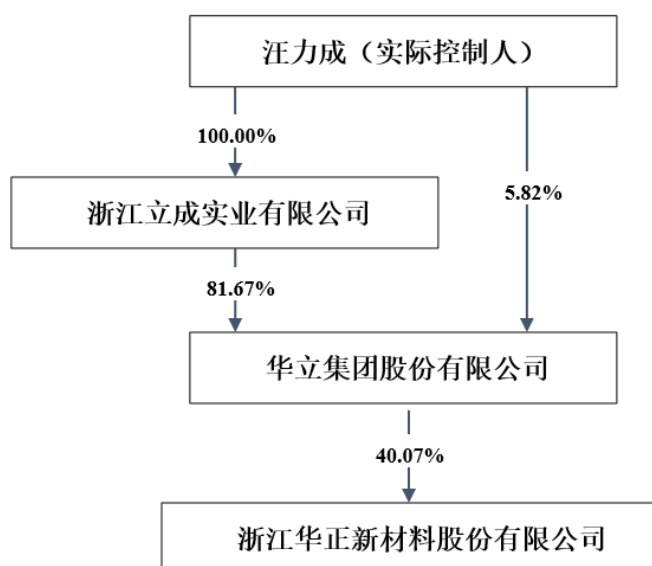 汪力成（实际控制人）
100.00%
浙江立成实业有限公司
5.82%
81.67%
华立集团股份有限公司
40.07%
浙江华正新材料股份有限公司